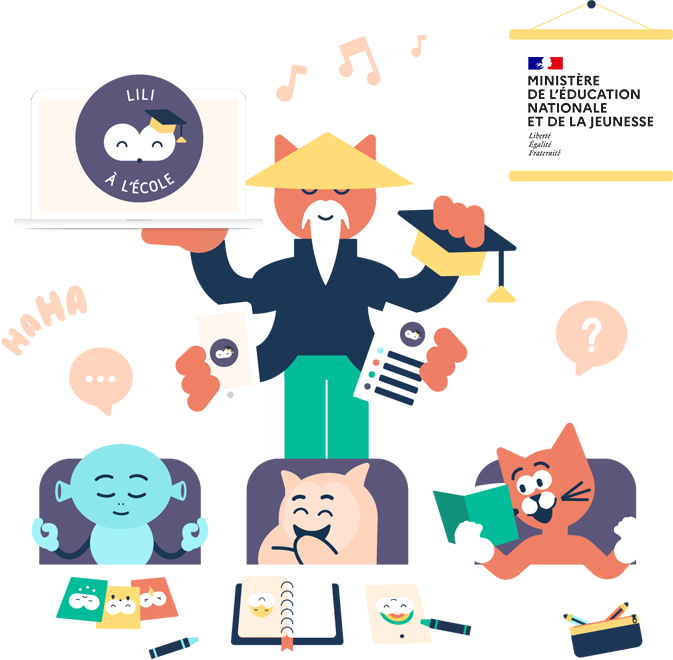 LILI
À L'ÉCOLE
MINISTÈRE
DE L'ÉDUCATION
NATIONALE
ET DE LA JEUNESSE
Liberté
Égalité
Fraternité
HAHA
...
?